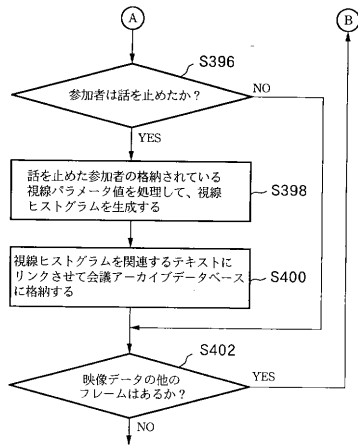 A
B
S396
参加者は話を止めたか？
NO
YES
話を止めた参加者の格納されている
視線パラメータ値を処理して、視線
ヒストグラムを生成する
S398
視線ヒストグラムを関連するテキストに
リンクさせて会議アーカイブデータベース
に格納する
S400
S402
映像データの他の
フレームはあるか？
YES
NO